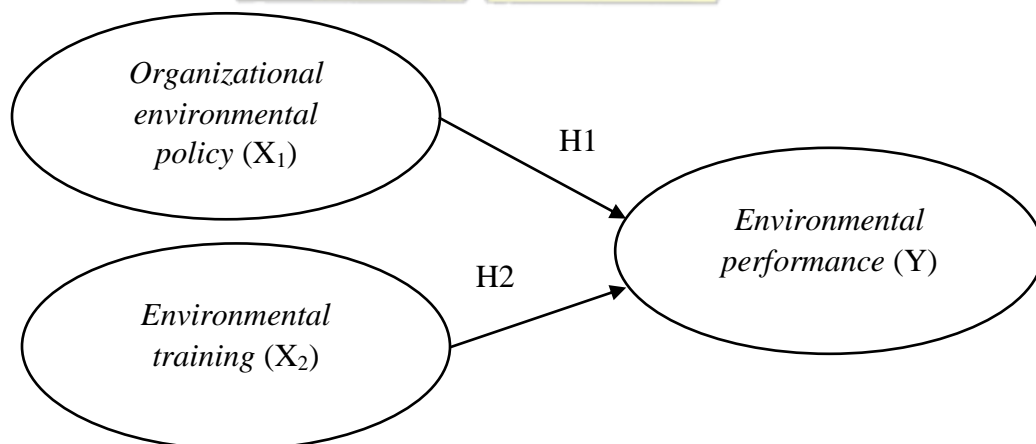 Organizational
environmental
policy (X₁)
H1
Environmental
performance (Y)
H2
Environmental
training (X₂)